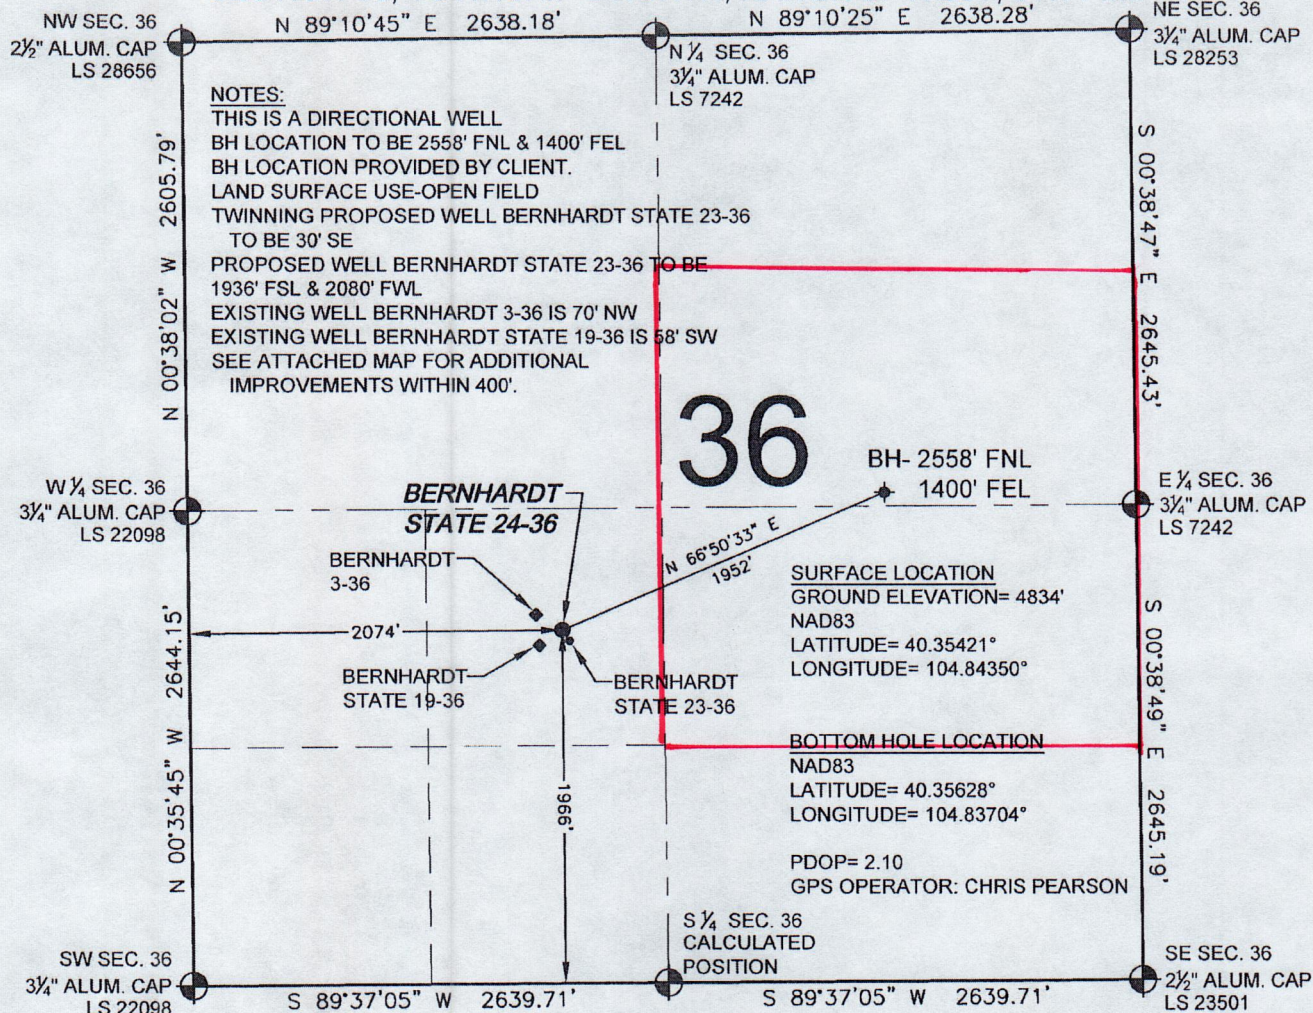 NW SEC. 36
2½" ALUM. CAP
LS 28656
N 89°10'45" E 2638.18'
N 89°10'25" E 2638.28'
NE SEC. 36
3¼" ALUM. CAP
LS 28253
N ¼ SEC. 36
3¼" ALUM. CAP
LS 7242
NOTES:
THIS IS A DIRECTIONAL WELL
BH LOCATION TO BE 2558' FNL & 1400' FEL
BH LOCATION PROVIDED BY CLIENT.
LAND SURFACE USE-OPEN FIELD
TWINNING PROPOSED WELL BERNHARDT STATE 23-36
TO BE 30' SE
PROPOSED WELL BERNHARDT STATE 23-36 TO BE
1936' FSL & 2080' FWL
EXISTING WELL BERNHARDT 3-36 IS 70' NW
EXISTING WELL BERNHARDT STATE 19-36 IS 58' SW
SEE ATTACHED MAP FOR ADDITIONAL
IMPROVEMENTS WITHIN 400'.
N 00°38'02" W 2605.79'
S 00°38'47" E 2645.43'
36
BH- 2558' FNL
1400' FEL
W ¼ SEC. 36
3¼" ALUM. CAP
LS 22098
BERNHARDT
STATE 24-36
E ¼ SEC. 36
3¼" ALUM. CAP
LS 7242
N 66°50'33" E
1952'
BERNHARDT
3-36
2074'
BERNHARDT
STATE 19-36
BERNHARDT
STATE 23-36
SURFACE LOCATION
GROUND ELEVATION= 4834'
NAD83
LATITUDE= 40.35421°
LONGITUDE= 104.84350°
BOTTOM HOLE LOCATION
NAD83
LATITUDE= 40.35628°
LONGITUDE= 104.83704°
PDOP= 2.10
GPS OPERATOR: CHRIS PEARSON
N 00°35'45" W 2644.15'
1966'
S 00°38'49" E 2645.19'
S ¼ SEC. 36
CALCULATED
POSITION
SW SEC. 36
3¼" ALUM. CAP
LS 22098
S 89°37'05" W 2639.71'
S 89°37'05" W 2639.71'
SE SEC. 36
2½" ALUM. CAP
LS 23501